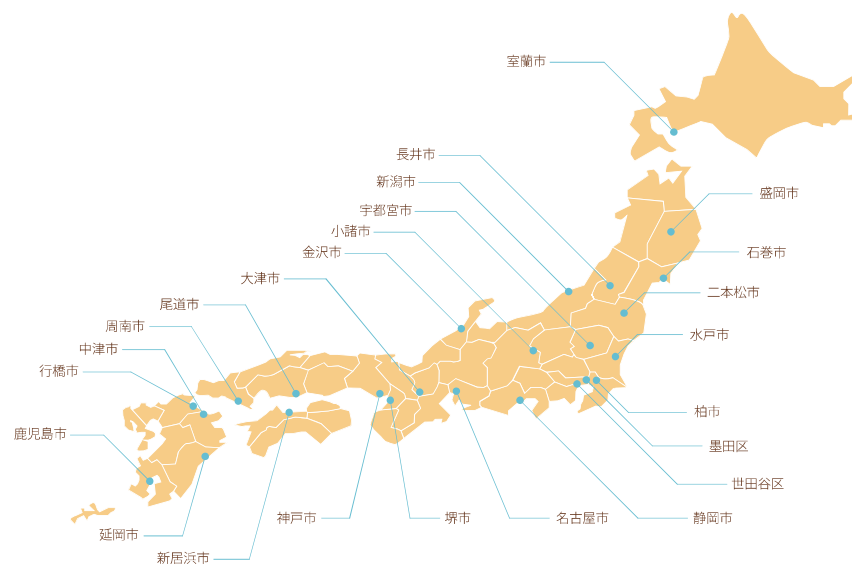 室蘭市
長井市
新潟市
盛岡市
宇都宮市
小諸市
金沢市
石巻市
大津市
二本松市
尾道市
周南市
水戸市
中津市
行橋市
柏市
鹿児島市
墨田区
世田谷区
神戸市
堺市
名古屋市
静岡市
延岡市
新居浜市